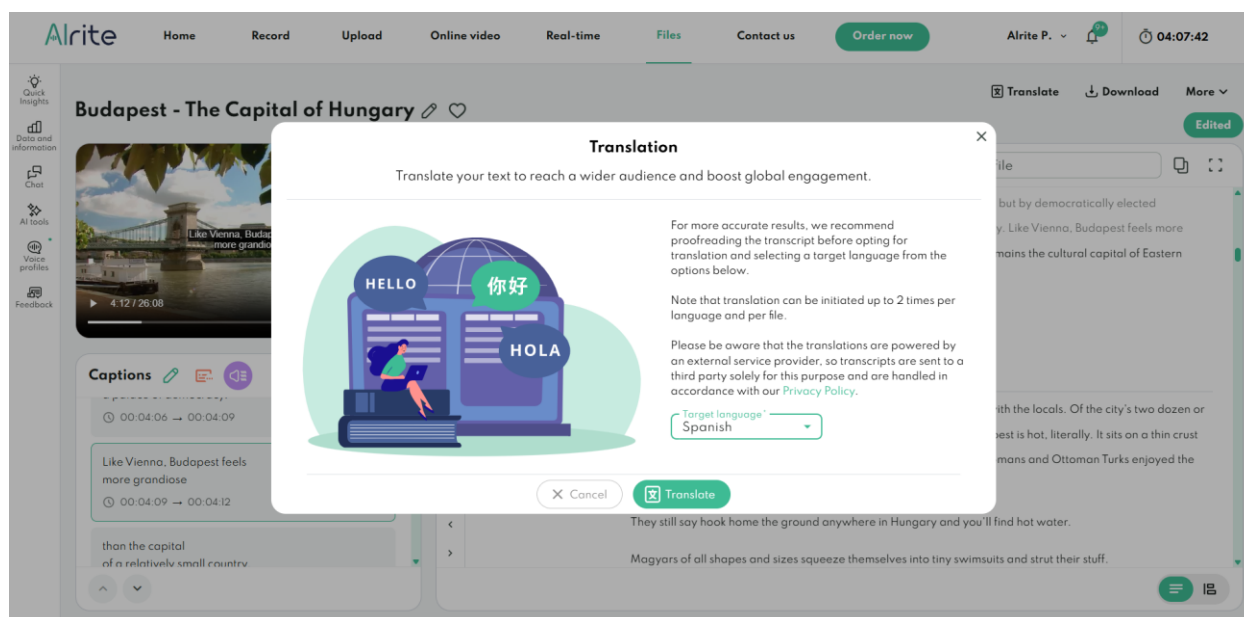 Alrite
Home Record Upload Online video Real-time Files Contact us Order now Alrite P. 9+ 04:07:42
Quick
Insights
Data and
information
Chat
AI tools
Voice
profiles
Feedback
Budapest - The Capital of Hungary
Translate Download More
Edited
Like Vienna, Budap
more grandio
4:12 / 26:08
Captions
00:04:06 → 00:04:09
Like Vienna, Budapest feels
more grandiose
00:04:09 → 00:04:12
than the capital
of a relatively small country
Translation
Translate your text to reach a wider audience and boost global engagement.
HELLO
你好
HOLA
For more accurate results, we recommend
proofreading the transcript before opting for
translation and selecting a target language from the
options below.
Note that translation can be initiated up to 2 times per
language and per file.
Please be aware that the translations are powered by
an external service provider, so transcripts are sent to a
third party solely for this purpose and are handled in
accordance with our Privacy Policy.
Target language*
Spanish
Cancel
Translate
file
but by democratically elected
y. Like Vienna, Budapest feels more
mains the cultural capital of Eastern
ith the locals. Of the city's two dozen or
pest is hot, literally. It sits on a thin crust
mans and Ottoman Turks enjoyed the
They still say hook home the ground anywhere in Hungary and you'll find hot water.
Magyars of all shapes and sizes squeeze themselves into tiny swimsuits and strut their stuff.